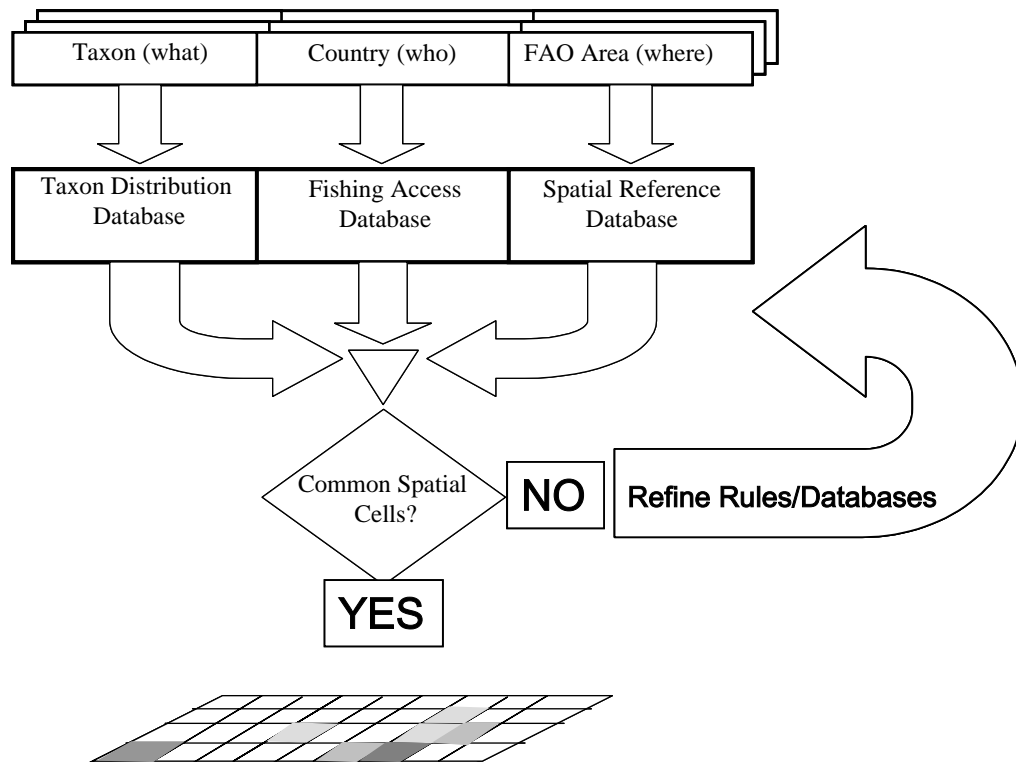 Taxon (what)
Country (who)
FAO Area (where)
Taxon Distribution
Database
Fishing Access
Database
Spatial Reference
Database
Common Spatial
Cells?
NO
Refine Rules/Databases
YES